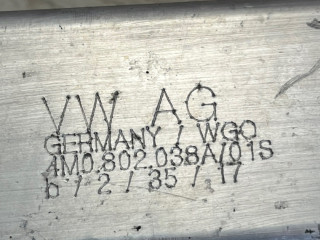 VW AG
GERMANY / WGO
4M0.802.038A/01S
6 / 2 / 35 / 17